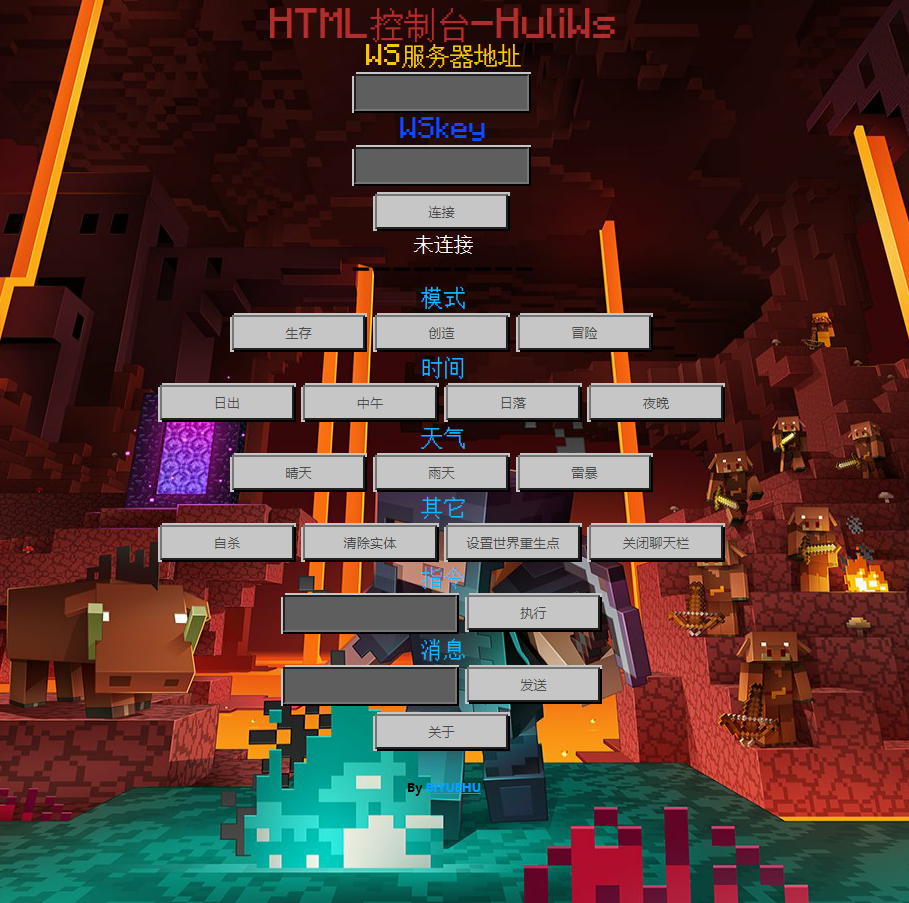 HTML控制台-HuliWs
WS服务器地址
WSkey
连接
未连接
模式
生存 创造 冒险
时间
日出 中午 日落 夜晚
天气
晴天 雨天 雷暴
其它
自杀 清除实体 设置世界重生点 关闭聊天栏
指令
执行
消息
发送
关于
By